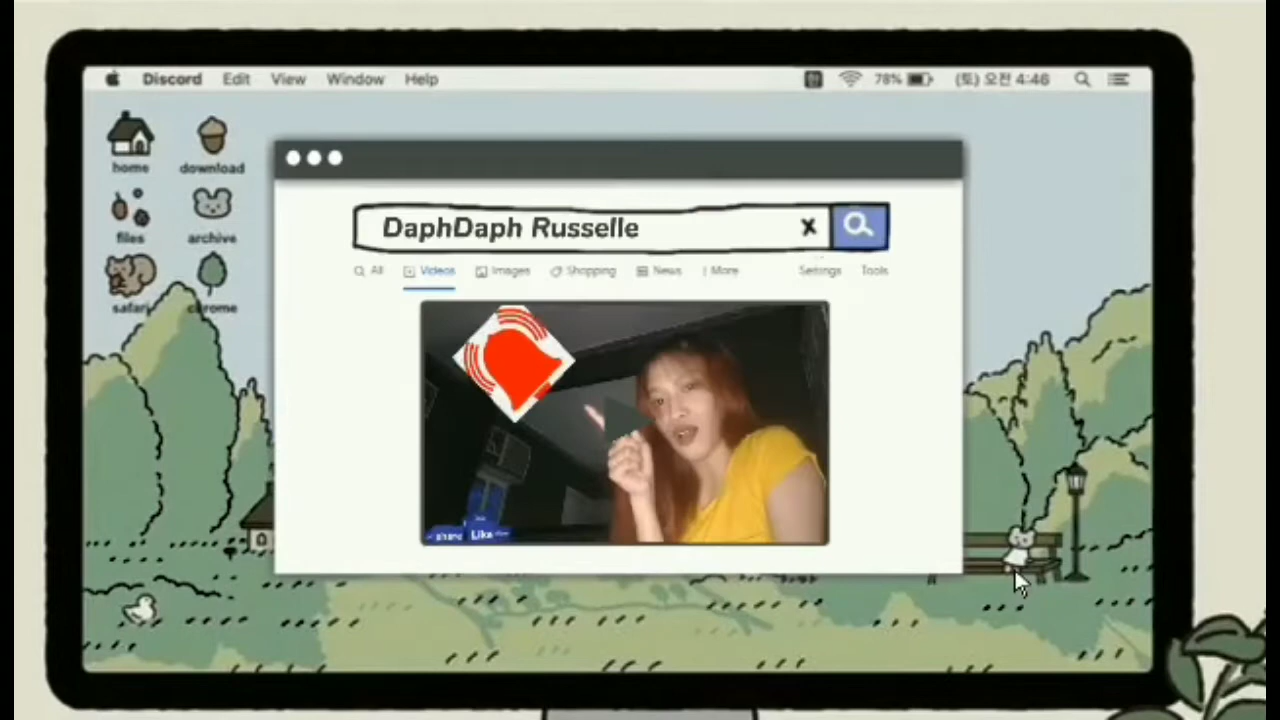 Discord Edit View Window Help 78% (토) 오전 4:46
home download
files archive
safari chrome
DaphDaph Russelle X
All Videos Images Shopping News More Settings Tools
share Like